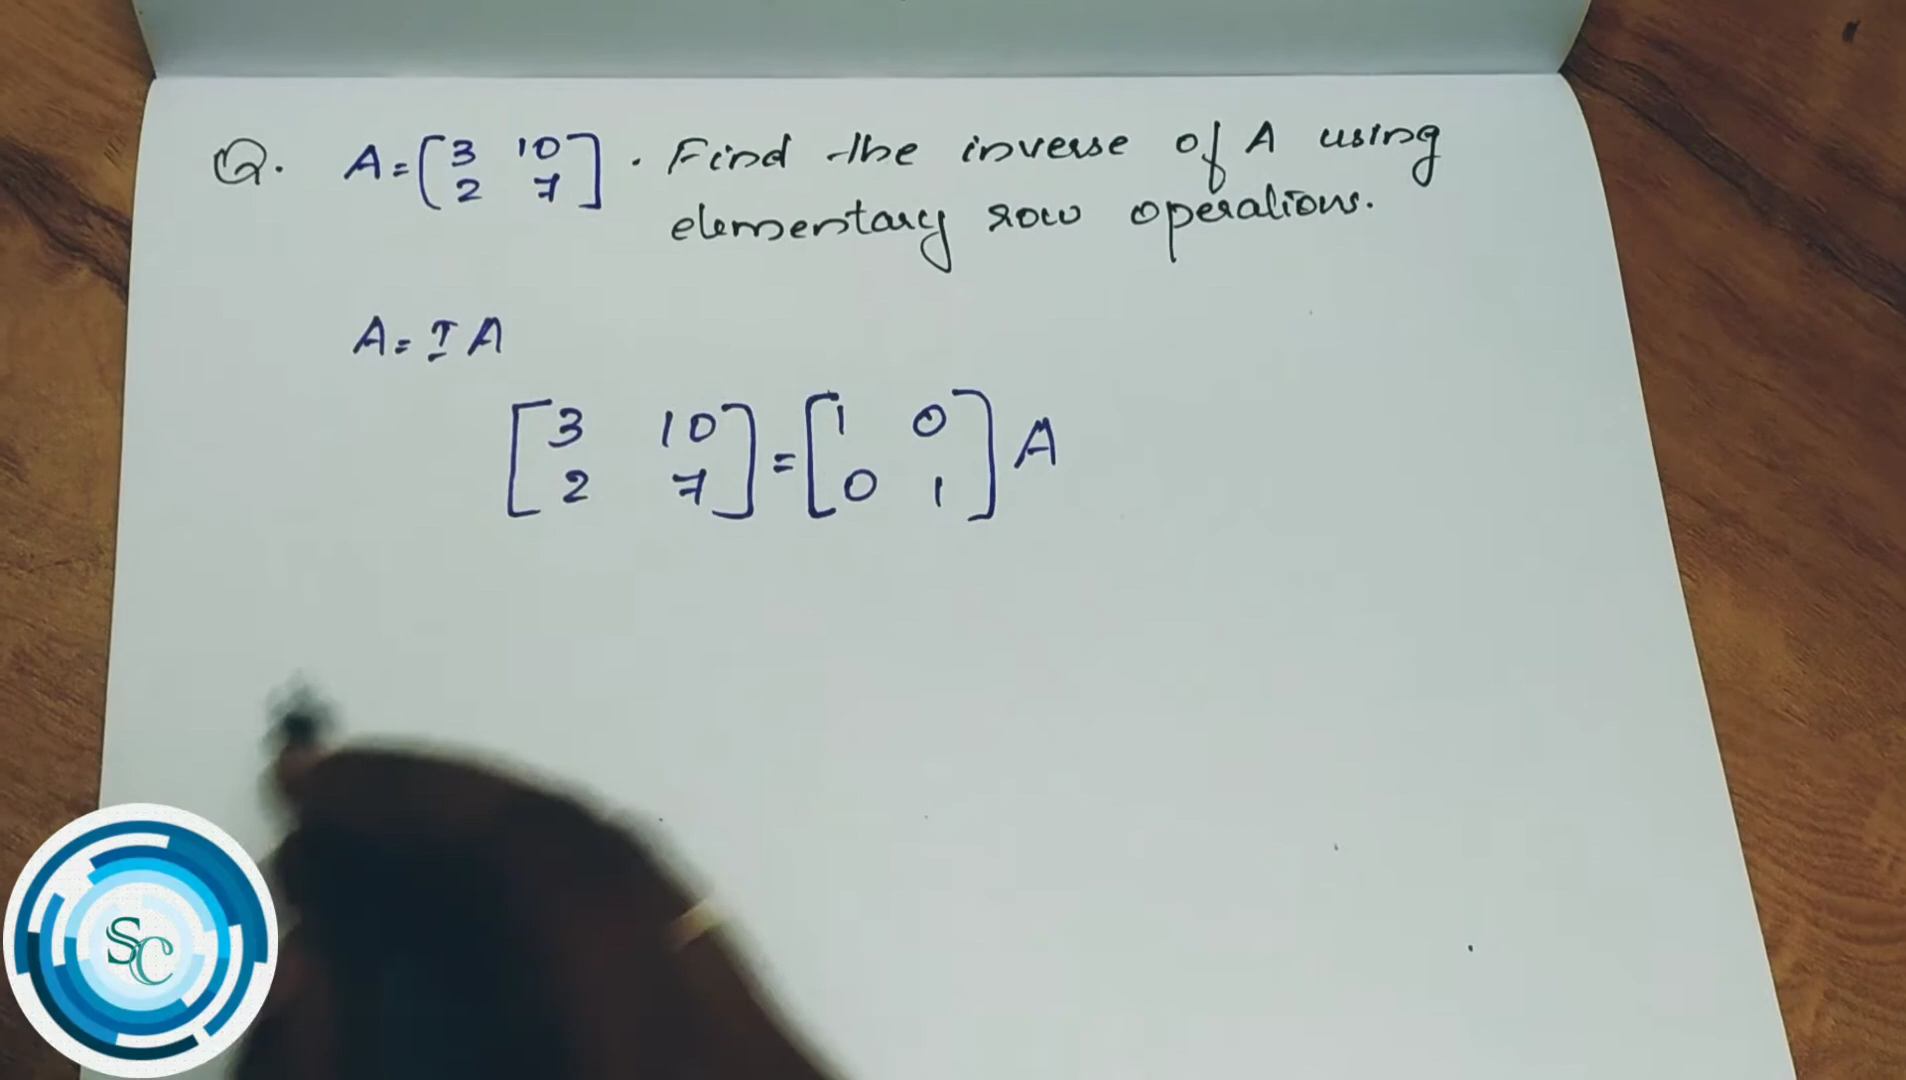 Q. A = [ 3 10 ] . Find the inverse of A using
[ 2 7 ] elementary row operations.
A = I A
[ 3 10 ] = [ 1 0 ] A
[ 2 7 ] [ 0 1 ]
SC